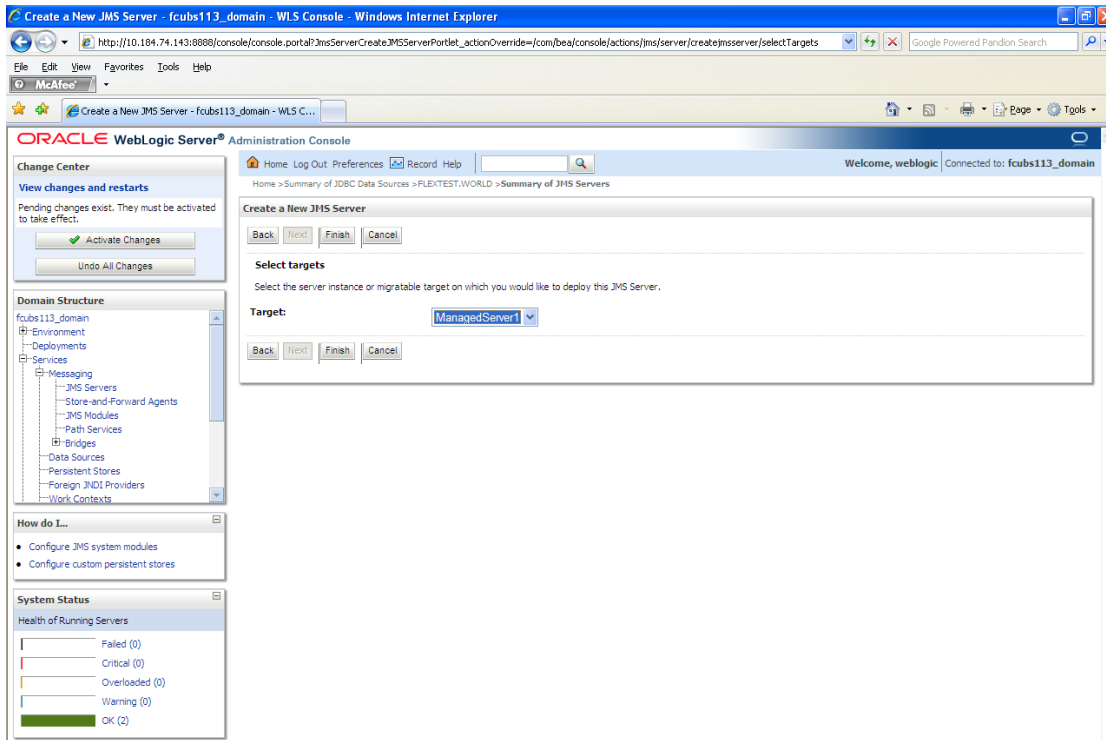 Create a New JMS Server - fcubs113_domain - WLS Console - Windows Internet Explorer
http://10.184.74.143:8888/console/console.portal?JmsServerCreateJMSServerPortlet_actionOverride=/com/bea/console/actions/jms/server/createjmsserver/selectTargets
Google Powered Pandion Search
File Edit View Favorites Tools Help
McAfee
Create a New JMS Server - fcubs113_domain - WLS C...
Page Tools
ORACLE WebLogic Server® Administration Console
Change Center
View changes and restarts
Pending changes exist. They must be activated
to take effect.
Activate Changes
Undo All Changes
Domain Structure
fcubs113_domain
Environment
Deployments
Services
Messaging
JMS Servers
Store-and-Forward Agents
JMS Modules
Path Services
Bridges
Data Sources
Persistent Stores
Foreign JNDI Providers
Work Contexts
How do I...
Configure JMS system modules
Configure custom persistent stores
System Status
Health of Running Servers
Failed (0)
Critical (0)
Overloaded (0)
Warning (0)
OK (2)
Home Log Out Preferences Record Help
Welcome, weblogic Connected to: fcubs113_domain
Home >Summary of JDBC Data Sources >FLEXTEST.WORLD >Summary of JMS Servers
Create a New JMS Server
Back Next Finish Cancel
Select targets
Select the server instance or migratable target on which you would like to deploy this JMS Server.
Target: ManagedServer1
Back Next Finish Cancel